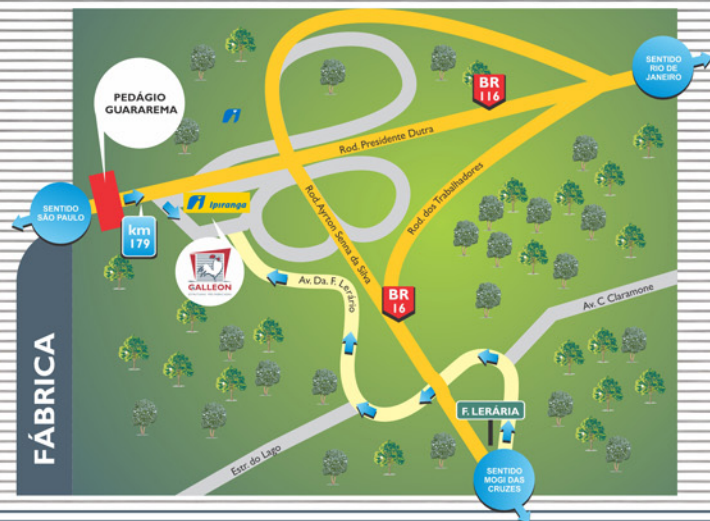 PEDÁGIO
GUARAREMA
SENTIDO
RIO DE
JANEIRO
BR
116
Rod. Presidente Dutra
Rod. dos Trabalhadores
SENTIDO
SÃO PAULO
km
179
Ipiranga
GALLEON
Rod. Ayrton Senna da Silva
Av. Da. F. Lerário
BR
16
Av. C Claramone
F. LERÁRIA
Estr. do Lago
SENTIDO
MOGI DAS
CRUZES
FÁBRICA